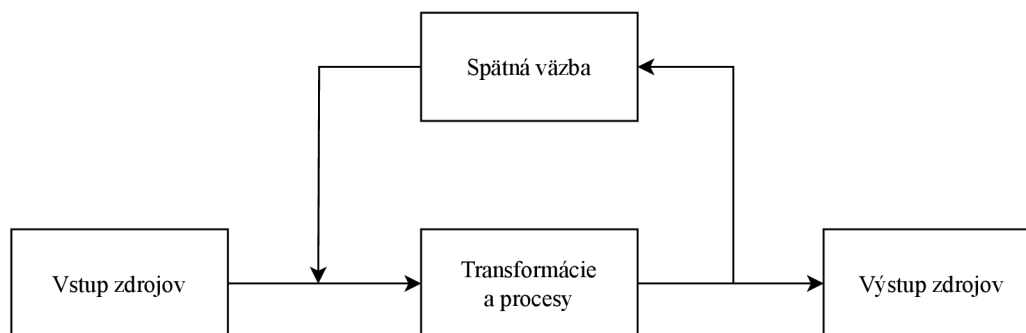 Spätná väzba
Vstup zdrojov
Transformácie
a procesy
Výstup zdrojov